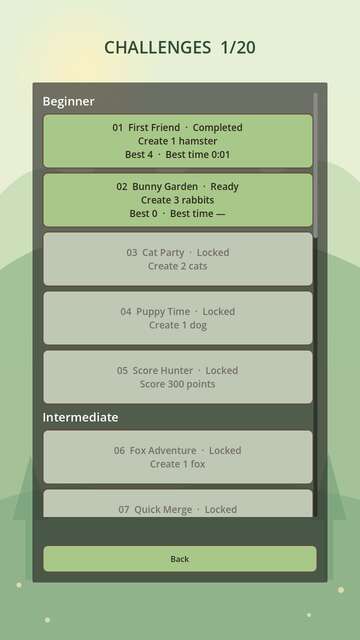 CHALLENGES 1/20
Beginner
01 First Friend · Completed
Create 1 hamster
Best 4 · Best time 0:01
02 Bunny Garden · Ready
Create 3 rabbits
Best 0 · Best time —
03 Cat Party · Locked
Create 2 cats
04 Puppy Time · Locked
Create 1 dog
05 Score Hunter · Locked
Score 300 points
Intermediate
06 Fox Adventure · Locked
Create 1 fox
07 Quick Merge · Locked
Back